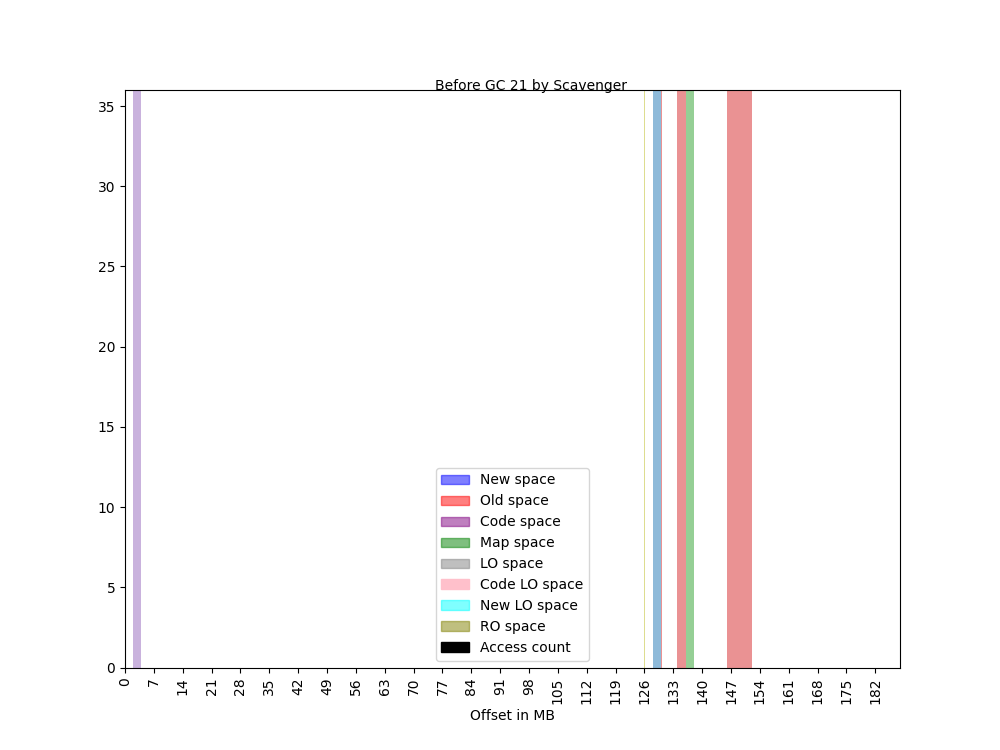 Before GC 21 by Scavenger
35
30
25
20
15
10
5
0
New space
Old space
Code space
Map space
LO space
Code LO space
New LO space
RO space
Access count
0 7 14 21 28 35 42 49 56 63 70 77 84 91 98 105 112 119 126 133 140 147 154 161 168 175 182
Offset in MB